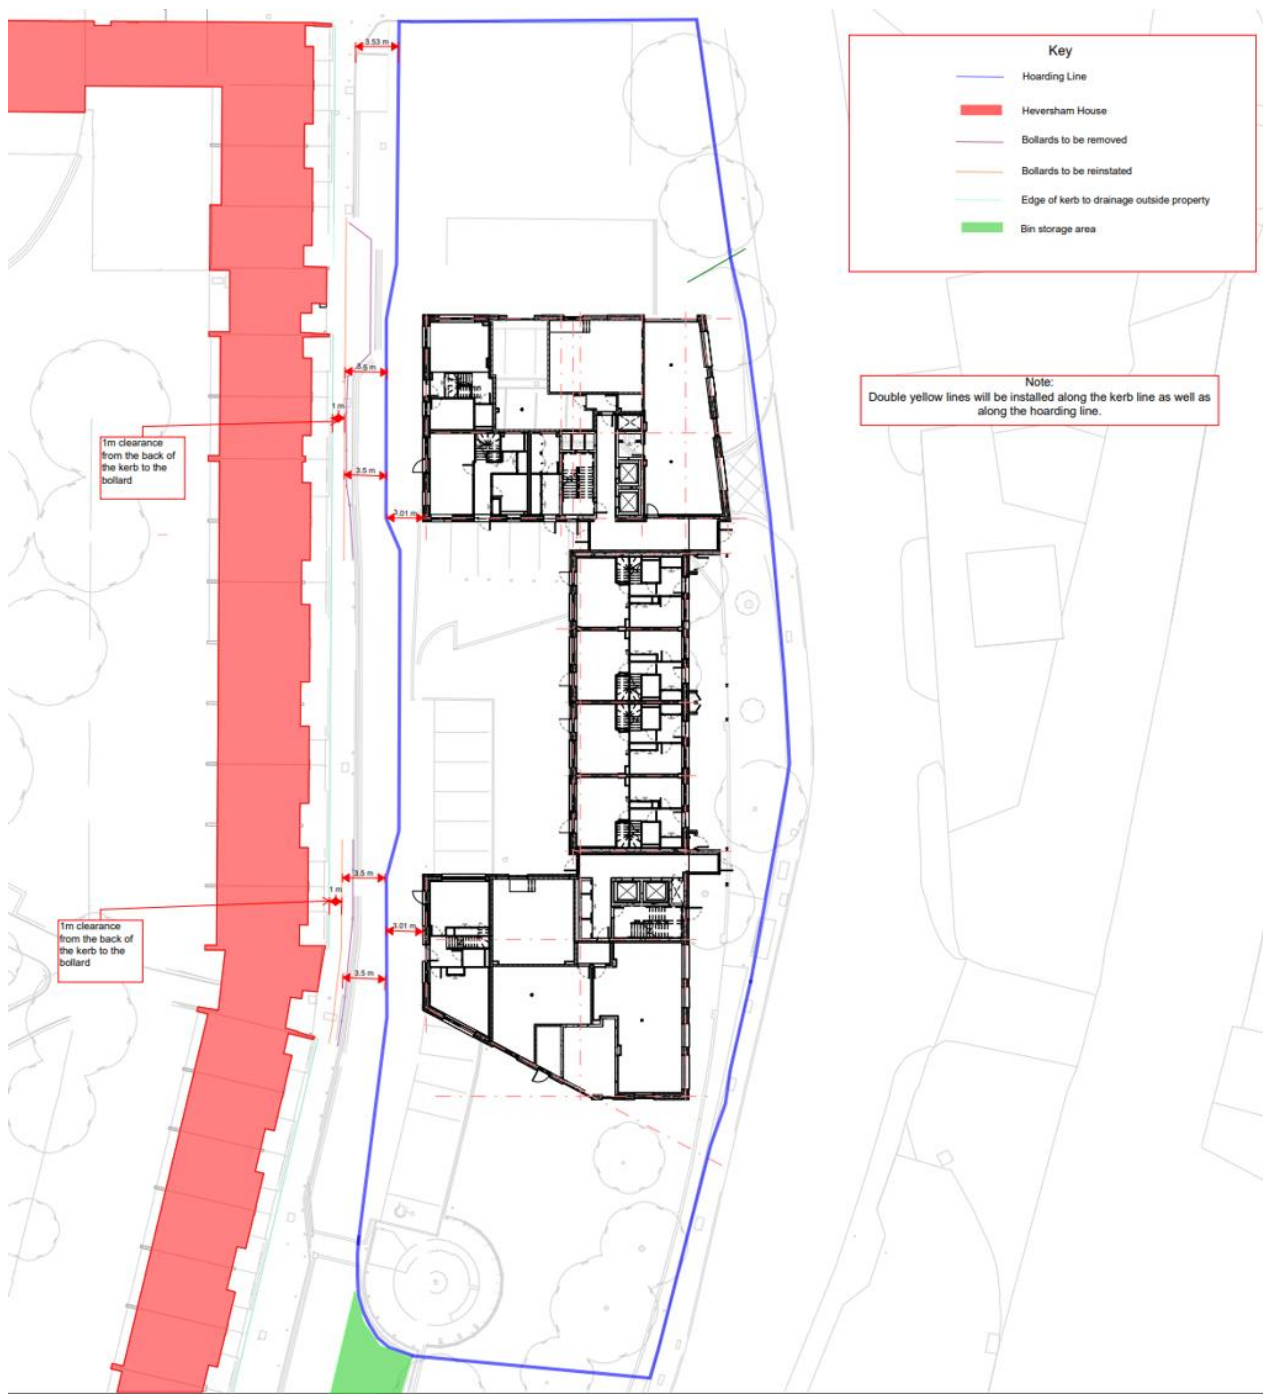 3.53 m
Key
Hoarding Line
Heversham House
Bollards to be removed
Bollards to be reinstated
Edge of kerb to drainage outside property
Bin storage area
3.5 m
Note:
Double yellow lines will be installed along the kerb line as well as
along the hoarding line.
1 m
1m clearance
from the back of
the kerb to the
bollard
3.5 m
3.01 m
3.5 m
1 m
1m clearance
from the back of
the kerb to the
bollard
3.01 m
3.5 m